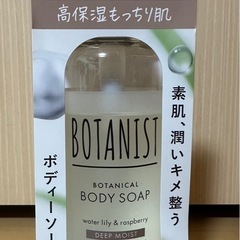 高保湿もっちり肌
素肌、潤いキメ整う
ボディーソー
BOTANIST
BOTANICAL
BODY SOAP
water lily & raspberry
DEEP MOIST